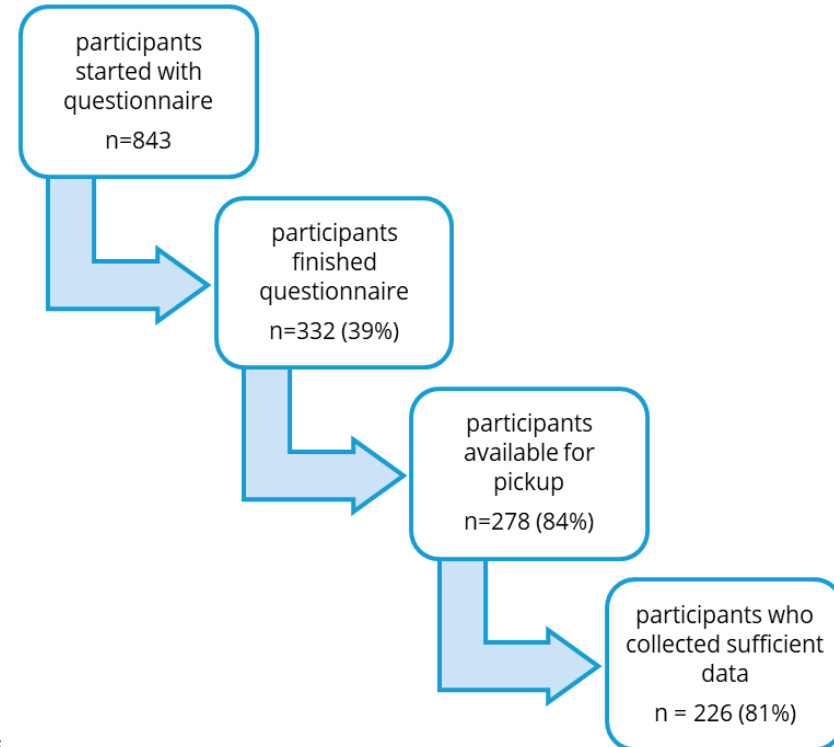 participants
started with
questionnaire
n=843
participants
finished
questionnaire
n=332 (39%)
participants
available for
pickup
n=278 (84%)
participants who
collected sufficient
data
n = 226 (81%)